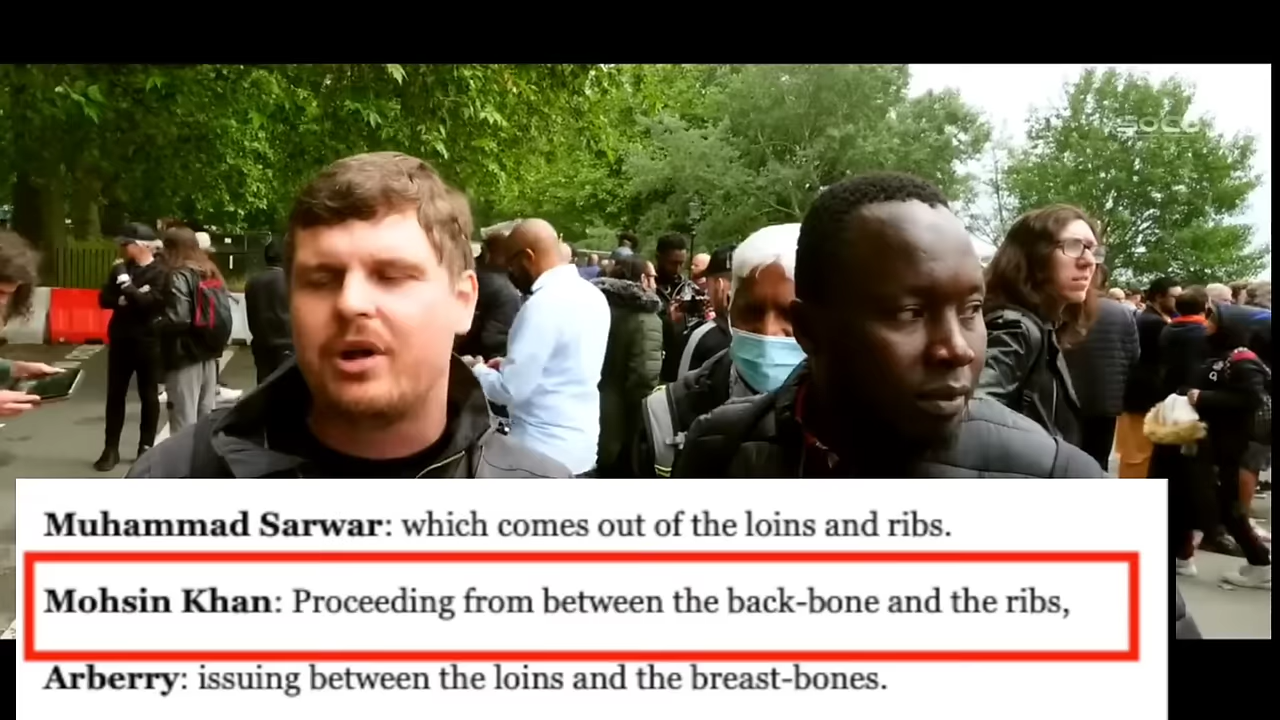 SOCO
Muhammad Sarwar: which comes out of the loins and ribs.
Mohsin Khan: Proceeding from between the back-bone and the ribs,
Arberry: issuing between the loins and the breast-bones.